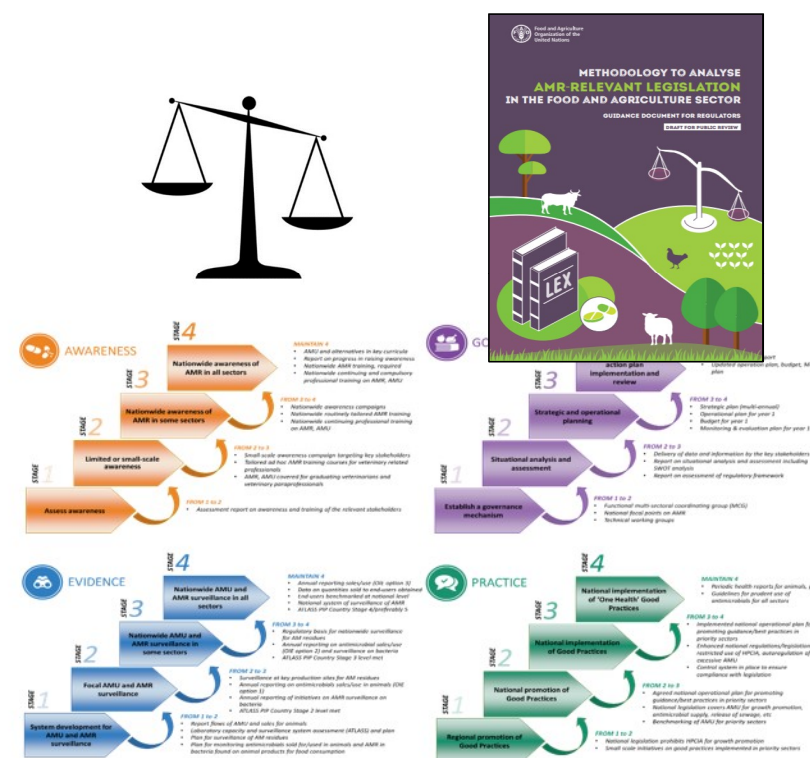 Food and Agriculture
Organization of the
United Nations
METHODOLOGY TO ANALYSE
AMR-RELEVANT LEGISLATION
IN THE FOOD AND AGRICULTURE SECTOR
GUIDANCE DOCUMENT FOR REGULATORS
DRAFT FOR PUBLIC REVIEW
LEX
AWARENESS
STAGE 4
Nationwide awareness of
AMR in all sectors
MAINTAIN 4
• AMU and alternatives in key curricula
• Report on progress in raising awareness
• Nationwide AMR training, required
• Nationwide continuing and compulsory
professional training on AMR, AMU
STAGE 3
Nationwide awareness of
AMR in some sectors
FROM 3 to 4
• Nationwide awareness campaigns
• Nationwide routinely tailored AMR training
• Nationwide continuing professional training
on AMR, AMU
STAGE 2
Limited or small-scale
awareness
FROM 2 to 3
• Small scale awareness campaign targeting key stakeholders
• Tailored ad hoc AMR training courses for veterinary related
professionals
• AMR, AMU covered for graduating veterinarians and
veterinary paraprofessionals
STAGE 1
Assess awareness
FROM 1 to 2
• Assessment report on awareness and training of the relevant stakeholders
GO
action plan
implementation and
review
port
• Updated operation plan, budget, M
plan
STAGE 3
Strategic and operational
planning
FROM 3 to 4
• Strategic plan (multi-annual)
• Operational plan for year 1
• Budget for year 1
• Monitoring & evaluation plan for year 1
STAGE 2
Situational analysis and
assessment
FROM 2 to 3
• Delivery of data and information by the key stakeholders
• Report on situational analysis and assessment including
SWOT analysis
• Report on assessment of regulatory framework
STAGE 1
Establish a governance
mechanism
FROM 1 to 2
• Functional multi-sectoral coordinating group (MCG)
• National focal points on AMR
• Technical working groups
EVIDENCE
STAGE 4
Nationwide AMU and
AMR surveillance in all
sectors
MAINTAIN 4
• Annual reporting sales/use (OIE option 3)
• Data on quantities sold to end-users obtained
• End-users benchmarked at national level
• National system of surveillance of AMR
• ATLASS-PIP Country Stage 4/preferably 5
STAGE 3
Nationwide AMU and
AMR surveillance in
some sectors
FROM 3 to 4
• Regulatory basis for nationwide surveillance
for AM residues
• Annual reporting on antimicrobial sales/use
(OIE option 2) and surveillance on bacteria
• ATLASS-PIP Country Stage 3 level met
STAGE 2
Focal AMU and AMR
surveillance
FROM 2 to 3
• Surveillance at key production sites for AM residues
• Annual reporting on antimicrobials sales/use in animals (OIE
option 1)
• Annual reporting of initiatives on AMR surveillance on
bacteria
• ATLASS-PIP Country Stage 2 level met
STAGE 1
System development for
AMU and AMR
surveillance
FROM 1 to 2
• Report flows of AMU and sales for animals
• Laboratory capacity and surveillance system assessment (ATLASS) and plan
• Plan for surveillance of AM residues
• Plan for monitoring antimicrobials sold for/used in animals and AMR in
bacteria found on animal products for food consumption
PRACTICE
STAGE 4
National implementation
of 'One Health' Good
Practices
MAINTAIN 4
• Periodic health reports for animals,
• Guidelines for prudent use of
antimicrobials for all sectors
STAGE 3
National implementation
of Good Practices
FROM 3 to 4
• Implemented national operational plan fo
promoting guidance/best practices in
priority sectors
• Enhanced national regulations/legislation
restricted use of HPCIA, autoregulation of
excessive AMU
• Control system in place to ensure
compliance with legislation
STAGE 2
National promotion of
Good Practices
FROM 2 to 3
• Agreed national operational plan for promoting
guidance/best practices in priority sectors
• National legislation covers AMU for growth promotion,
antimicrobial supply, release of sewage, etc
• Benchmarking of AMU for priority sectors
STAGE 1
Regional promotion of
Good Practices
FROM 1 to 2
• National legislation prohibits HPCIA for growth promotion
• Small scale initiatives on good practices implemented in priority sectors